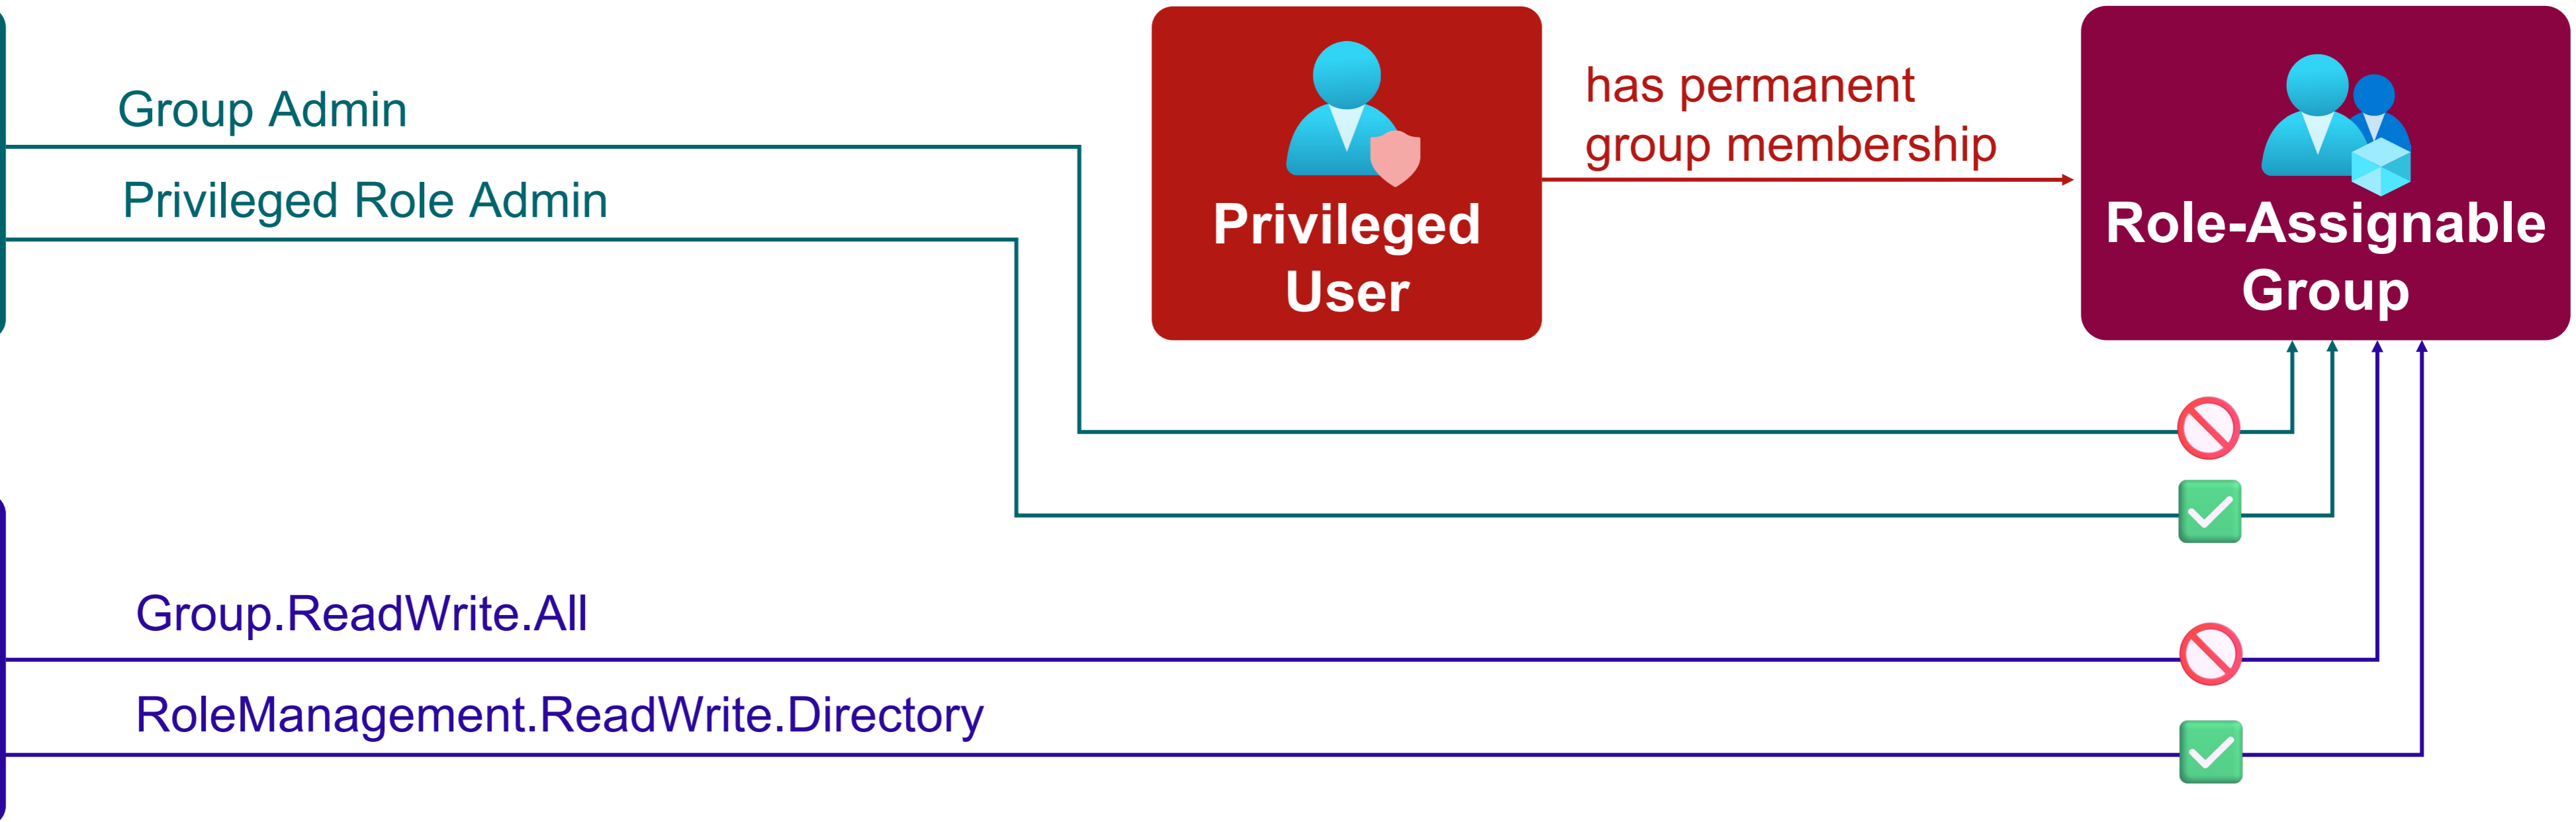 Group Admin
Privileged Role Admin
Privileged
User
has permanent
group membership
Role-Assignable
Group
Group.ReadWrite.All
RoleManagement.ReadWrite.Directory